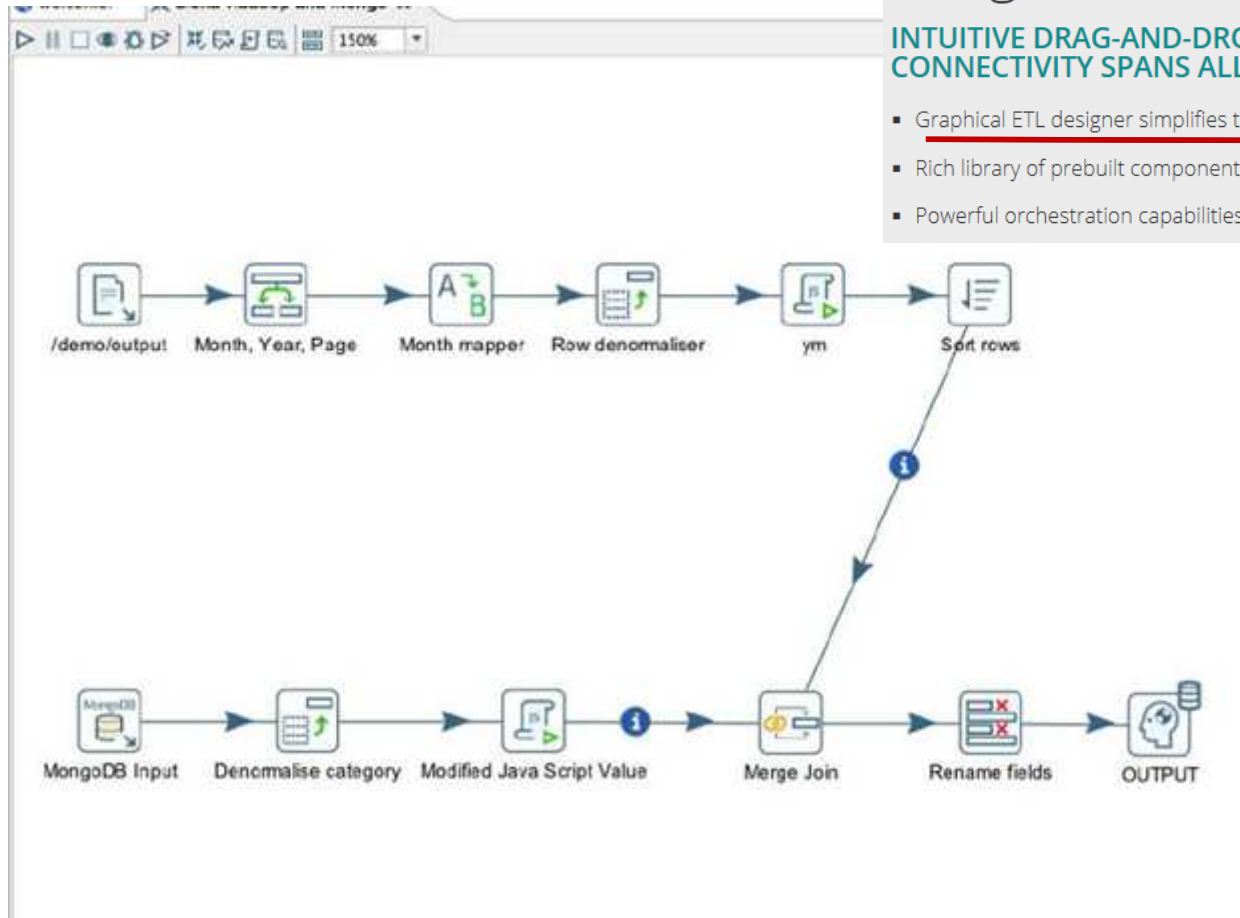 150%
INTUITIVE DRAG-AND-DRO
CONNECTIVITY SPANS ALL
Graphical ETL designer simplifies t
Rich library of prebuilt component
Powerful orchestration capabilities
A
B
JS
/demo/output
Month, Year, Page
Month mapper
Row denormaliser
ym
Sort rows
i
MongoDB
JS
i
MongoDB Input
Denormalise category
Modified Java Script Value
Merge Join
Rename fields
OUTPUT